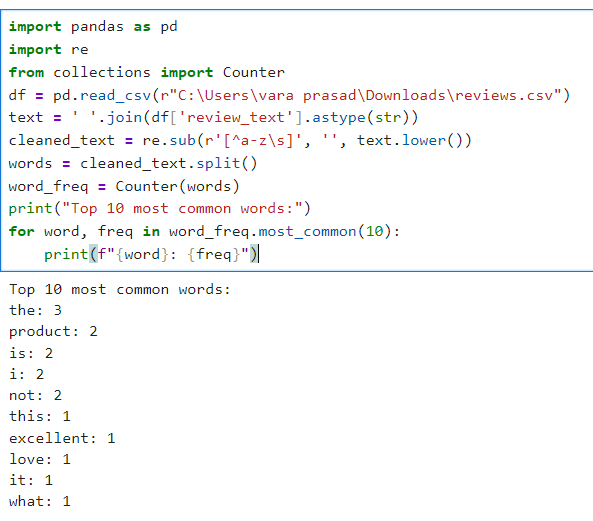 import pandas as pd
import re
from collections import Counter
df = pd.read_csv(r"C:\Users\vara prasad\Downloads\reviews.csv")
text = ' '.join(df['review_text'].astype(str))
cleaned_text = re.sub(r'[^a-z\s]', '', text.lower())
words = cleaned_text.split()
word_freq = Counter(words)
print("Top 10 most common words:")
for word, freq in word_freq.most_common(10):
    print(f"{word}: {freq}")
Top 10 most common words:
the: 3
product: 2
is: 2
i: 2
not: 2
this: 1
excellent: 1
love: 1
it: 1
what: 1